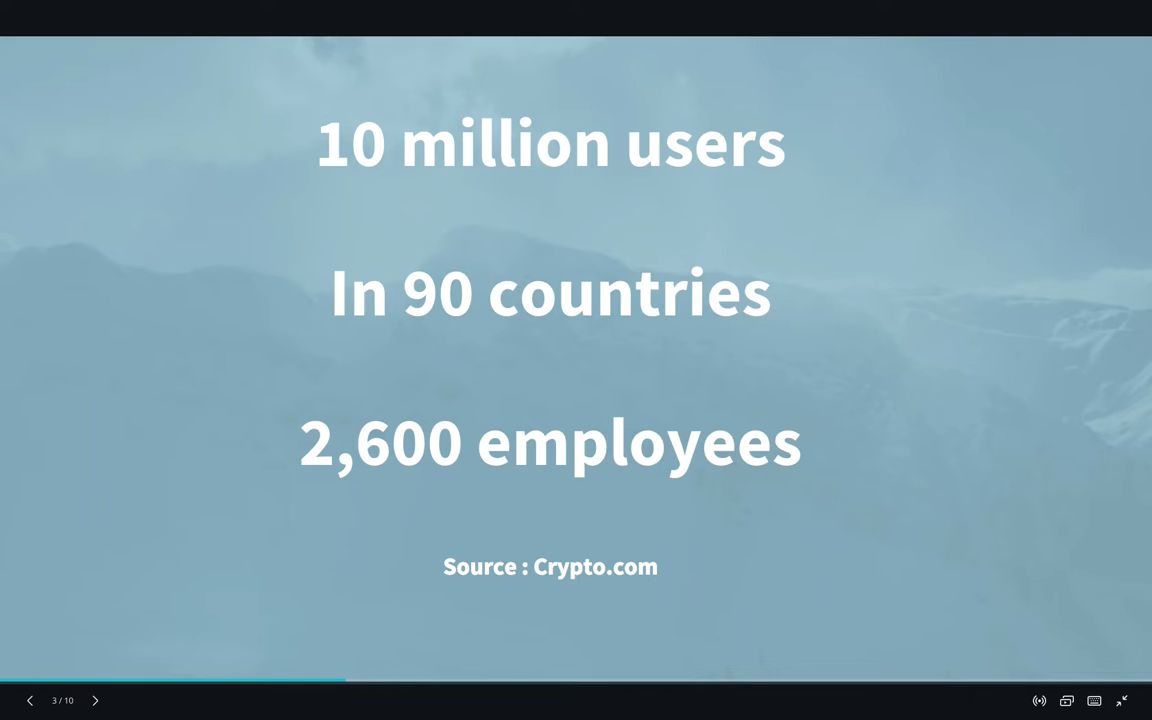 10 million users
In 90 countries
2,600 employees
Source : Crypto.com
3 / 10